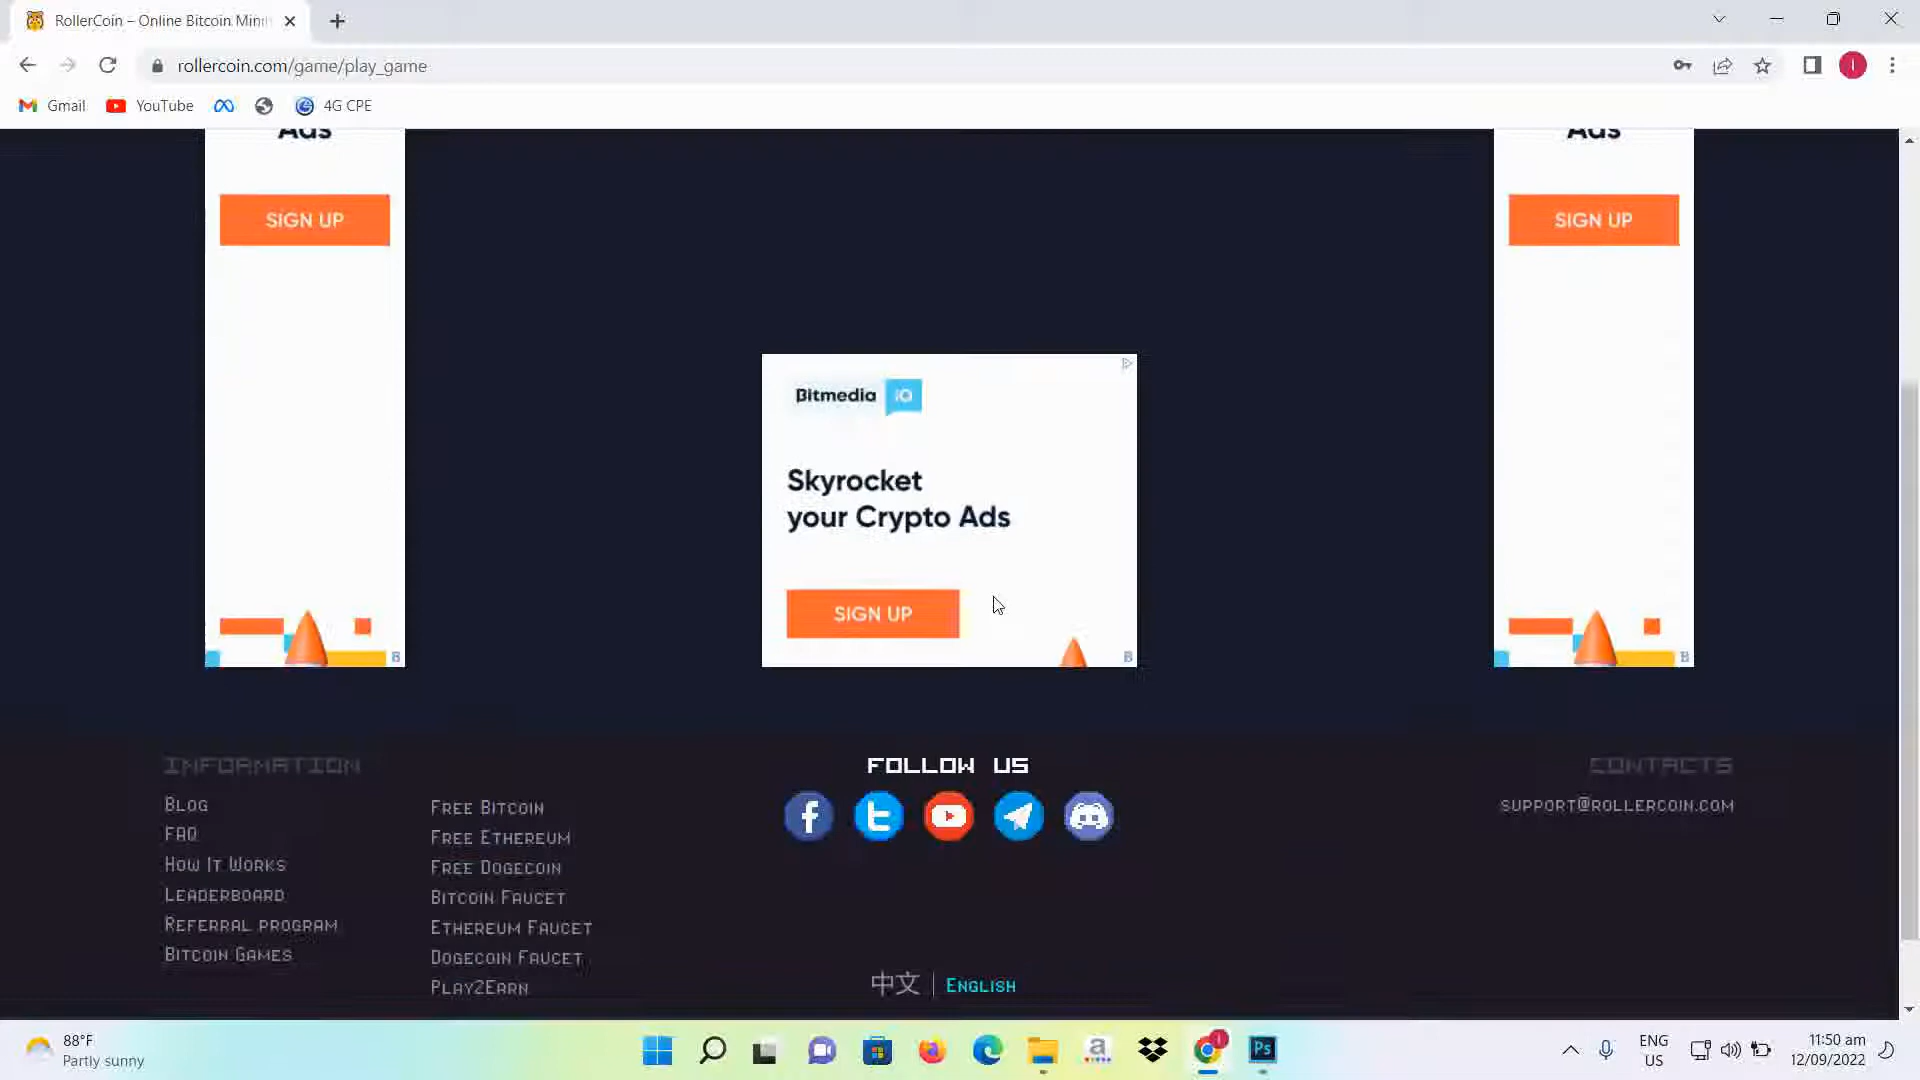 RollerCoin – Online Bitcoin Mini
rollercoin.com/game/play_game
Gmail
YouTube
4G CPE
Ads
Ads
SIGN UP
SIGN UP
Bitmedia iO
Skyrocket
your Crypto Ads
SIGN UP
INFORMATION
Blog
FAQ
How It Works
Leaderboard
Referral program
Bitcoin Games
Free Bitcoin
Free Ethereum
Free Dogecoin
Bitcoin Faucet
Ethereum Faucet
Dogecoin Faucet
Play2Earn
FOLLOW US
中文 | English
CONTACTS
support@rollercoin.com
88°F
Partly sunny
ENG
US
11:50 am
12/09/2022